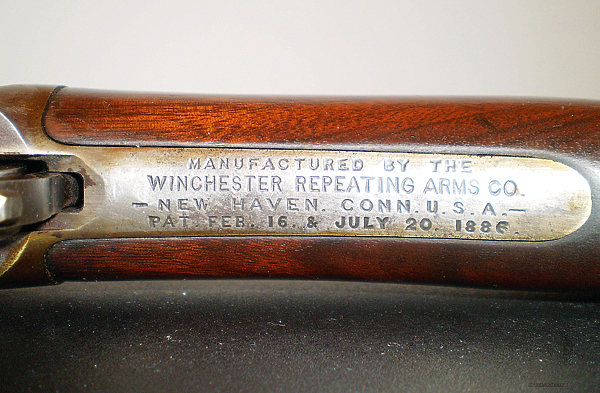 MANUFACTURED BY THE
WINCHESTER REPEATING ARMS CO.
— NEW HAVEN. CONN. U.S.A. —
PAT. FEB. 16. & JULY 20. 1886.